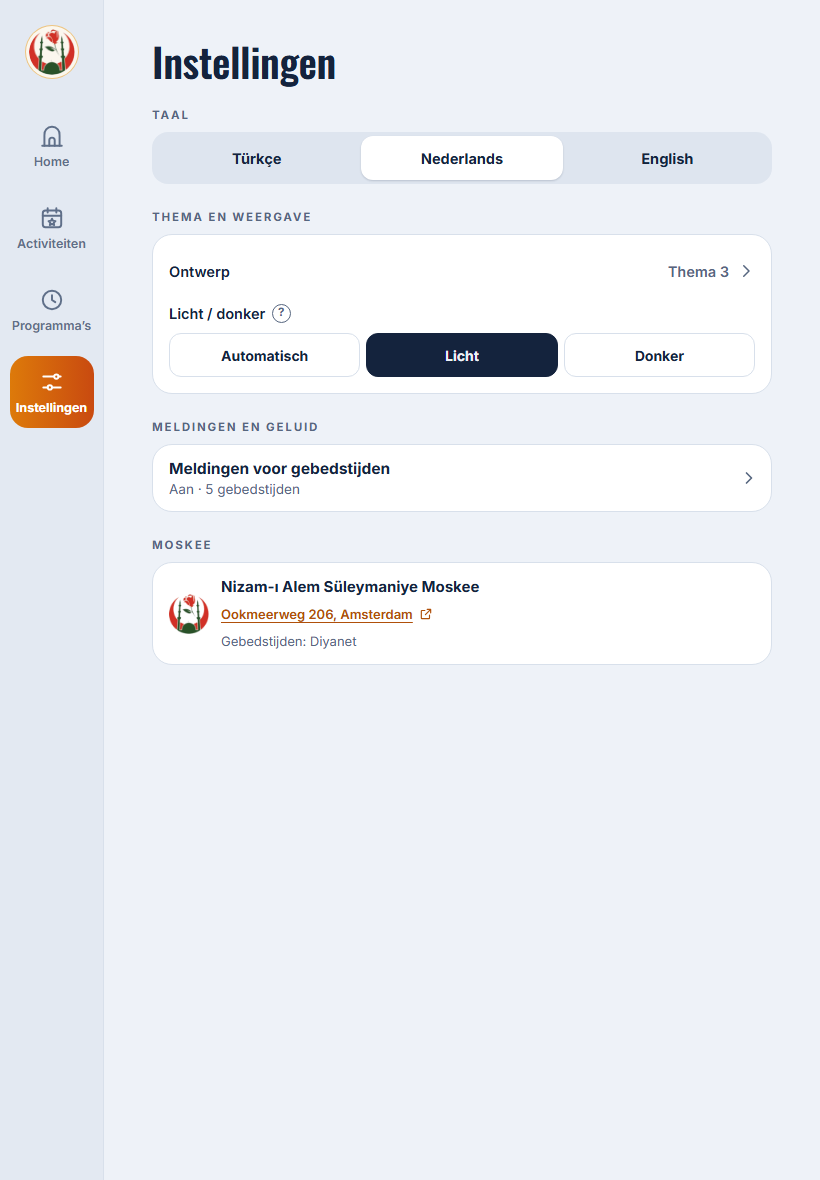 Home
Activiteiten
Programma's
Instellingen
Instellingen
TAAL
Türkçe
Nederlands
English
THEMA EN WEERGAVE
Ontwerp
Thema 3
Licht / donker ?
Automatisch
Licht
Donker
MELDINGEN EN GELUID
Meldingen voor gebedstijden
Aan · 5 gebedstijden
MOSKEE
Nizam-ı Alem Süleymaniye Moskee
Ookmeerweg 206, Amsterdam
Gebedstijden: Diyanet